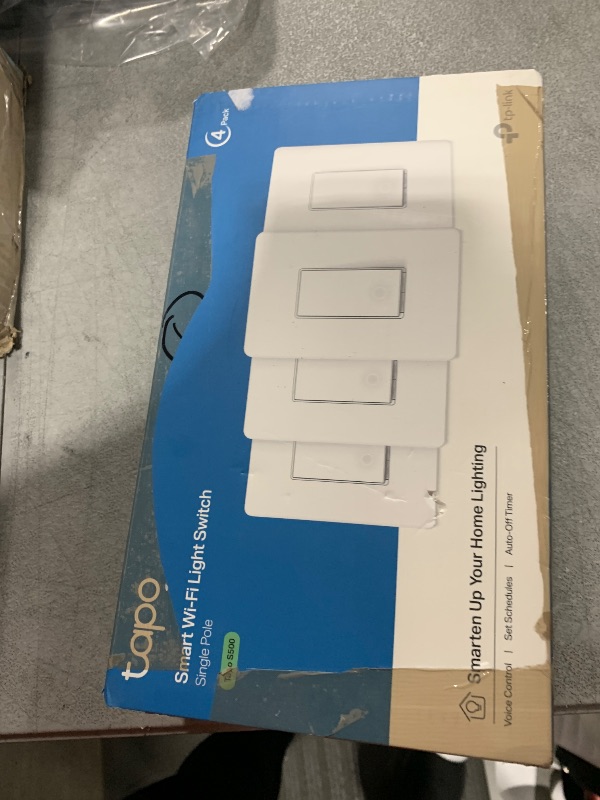 tapo
Smart Wi-Fi Light Switch
Single Pole
S500
4 Pack
tp-link
Smarten Up Your Home Lighting
Voice Control | Set Schedules | Auto-Off Timer